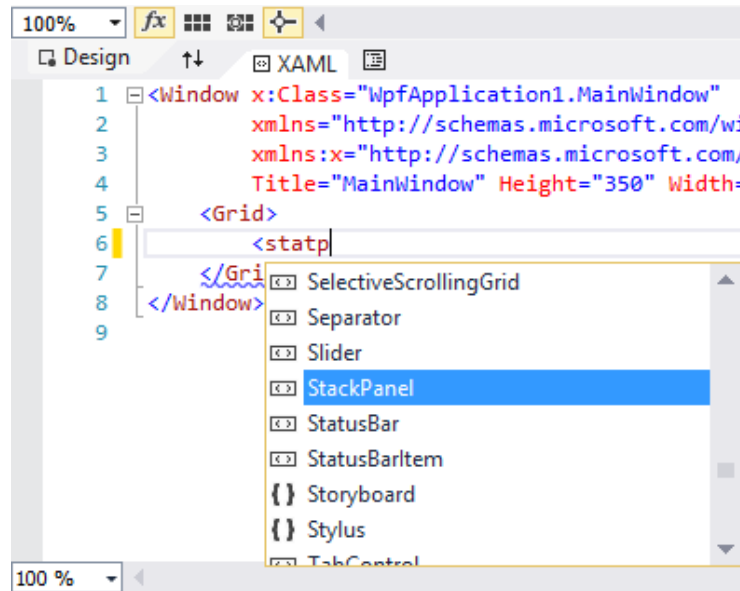 100% fx
Design XAML
1 <Window x:Class="WpfApplication1.MainWindow"
2 xmlns="http://schemas.microsoft.com/wi
3 xmlns:x="http://schemas.microsoft.com/
4 Title="MainWindow" Height="350" Width=
5 <Grid>
6 <statp
7 </Gri
8 </Window>
9
SelectiveScrollingGrid
Separator
Slider
StackPanel
StatusBar
StatusBarItem
{} Storyboard
{} Stylus
TabControl
100 %